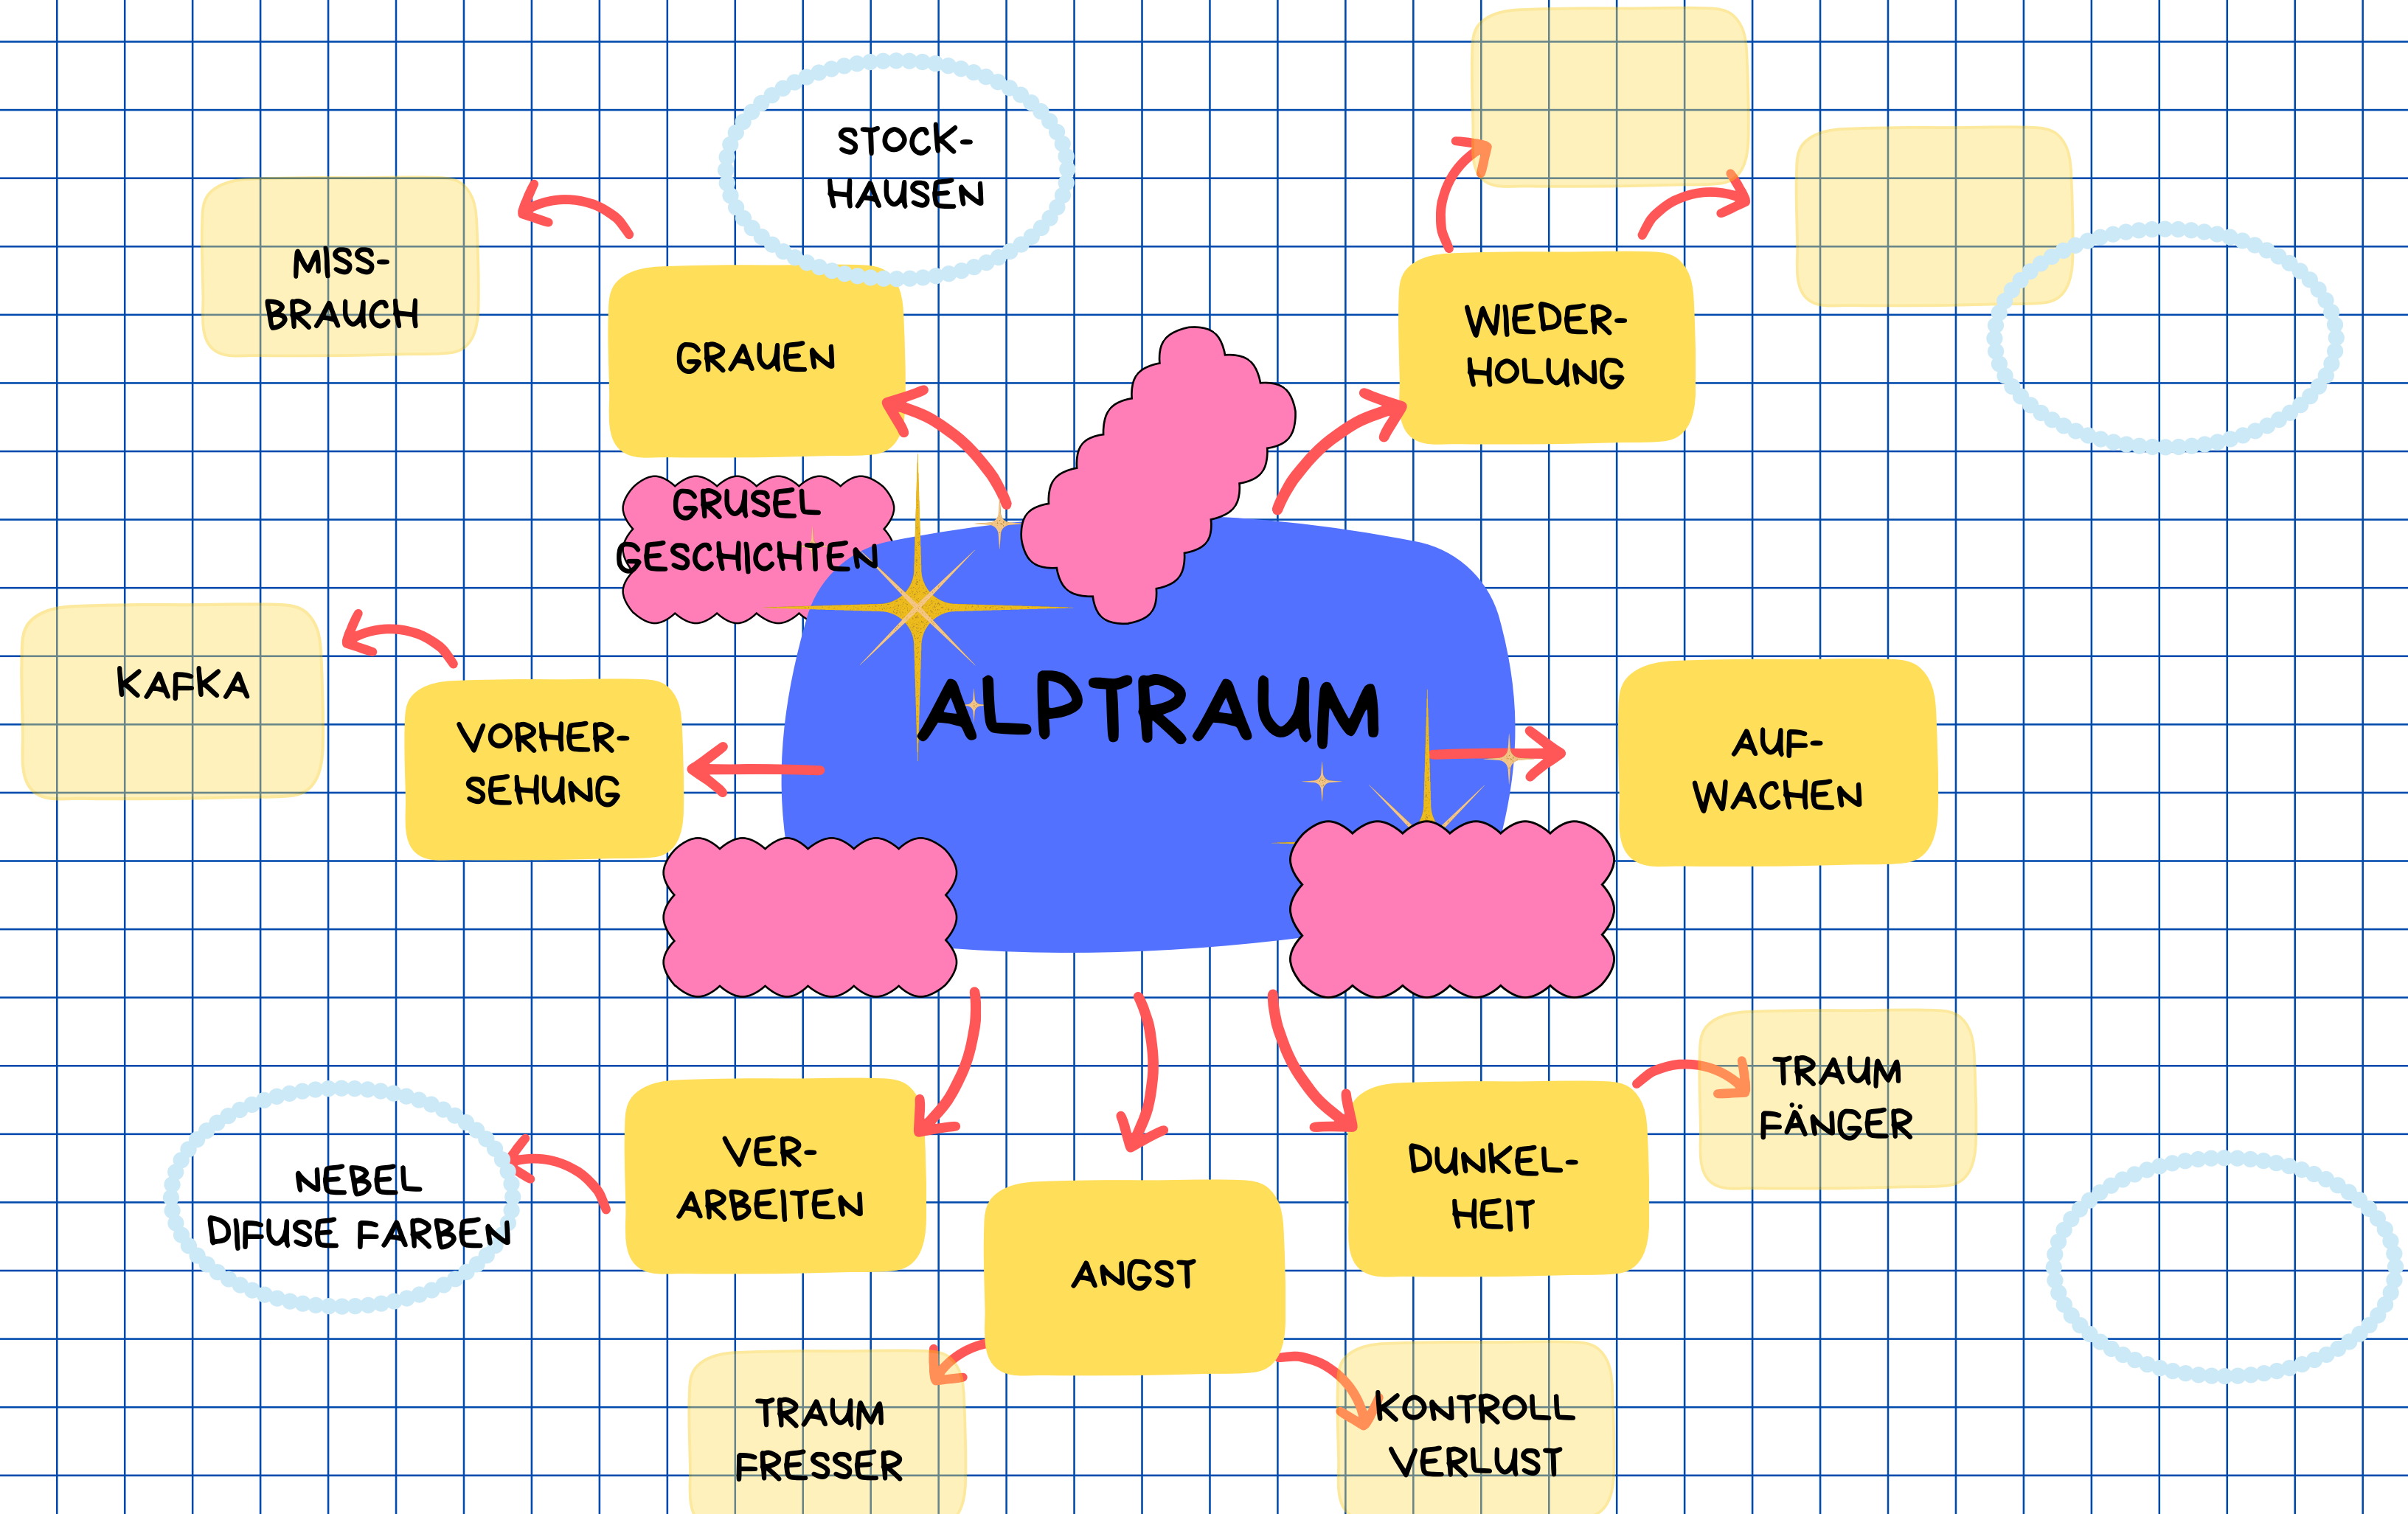 STOCK-
HAUSEN
MISS-
BRAUCH
GRAUEN
WIEDER-
HOLUNG
GRUSEL
GESCHICHTEN
KAFKA
VORHER-
SEHUNG
ALPTRAUM
AUF-
WACHEN
TRAUM
FÄNGER
VER-
ARBEITEN
DUNKEL-
HEIT
NEBEL
DIFUSE FARBEN
ANGST
TRAUM
FRESSER
KONTROLL
VERLUST